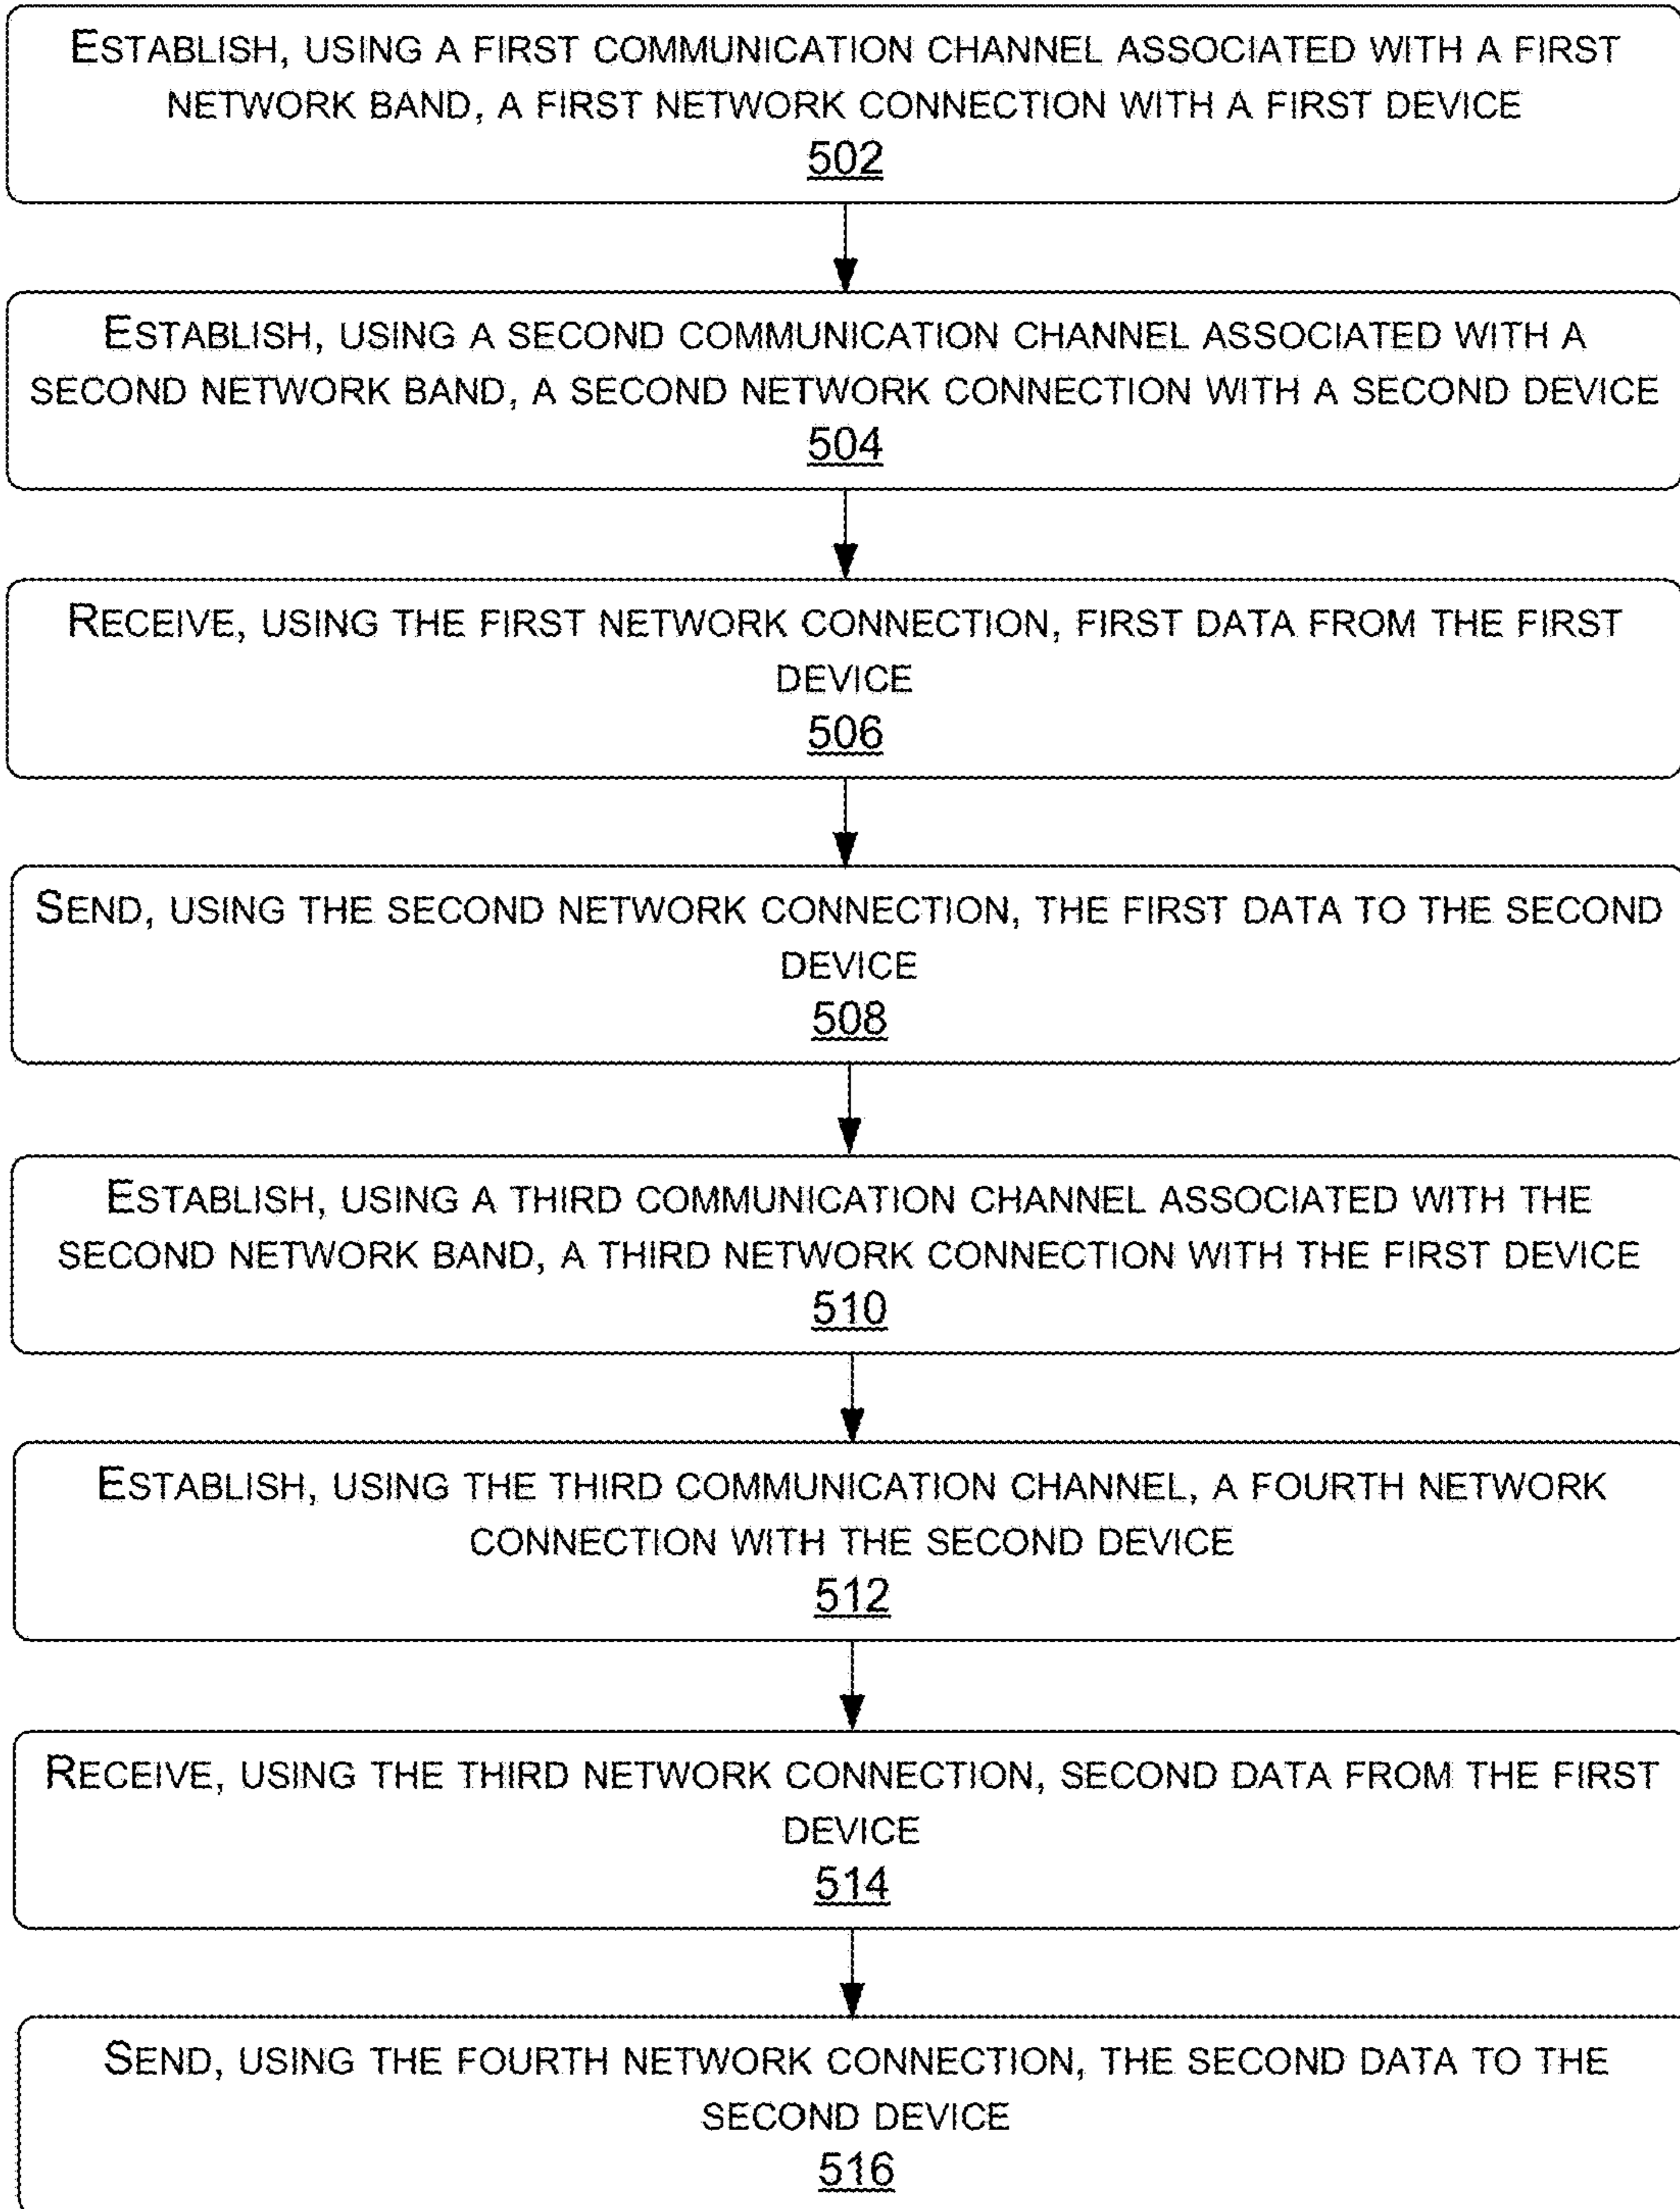 ESTABLISH, USING A FIRST COMMUNICATION CHANNEL ASSOCIATED WITH A FIRST
NETWORK BAND, A FIRST NETWORK CONNECTION WITH A FIRST DEVICE
502
ESTABLISH, USING A SECOND COMMUNICATION CHANNEL ASSOCIATED WITH A
SECOND NETWORK BAND, A SECOND NETWORK CONNECTION WITH A SECOND DEVICE
504
RECEIVE, USING THE FIRST NETWORK CONNECTION, FIRST DATA FROM THE FIRST
DEVICE
506
SEND, USING THE SECOND NETWORK CONNECTION, THE FIRST DATA TO THE SECOND
DEVICE
508
ESTABLISH, USING A THIRD COMMUNICATION CHANNEL ASSOCIATED WITH THE
SECOND NETWORK BAND, A THIRD NETWORK CONNECTION WITH THE FIRST DEVICE
510
ESTABLISH, USING THE THIRD COMMUNICATION CHANNEL, A FOURTH NETWORK
CONNECTION WITH THE SECOND DEVICE
512
RECEIVE, USING THE THIRD NETWORK CONNECTION, SECOND DATA FROM THE FIRST
DEVICE
514
SEND, USING THE FOURTH NETWORK CONNECTION, THE SECOND DATA TO THE
SECOND DEVICE
516